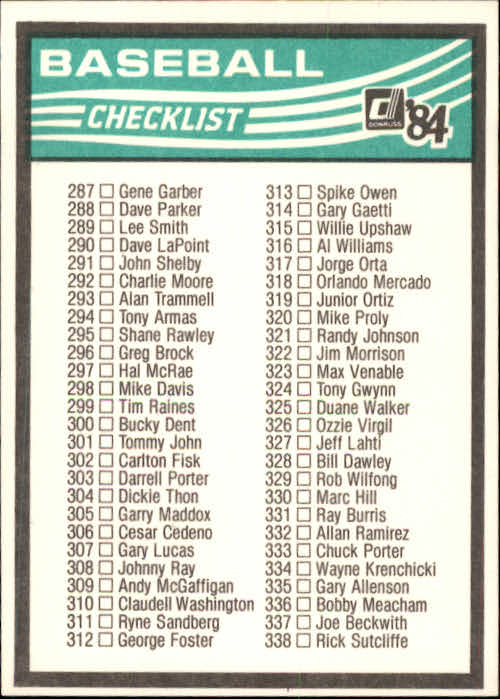 BASEBALL
CHECKLIST
DONRUSS '84
287 Gene Garber
288 Dave Parker
289 Lee Smith
290 Dave LaPoint
291 John Shelby
292 Charlie Moore
293 Alan Trammell
294 Tony Armas
295 Shane Rawley
296 Greg Brock
297 Hal McRae
298 Mike Davis
299 Tim Raines
300 Bucky Dent
301 Tommy John
302 Carlton Fisk
303 Darrell Porter
304 Dickie Thon
305 Garry Maddox
306 Cesar Cedeno
307 Gary Lucas
308 Johnny Ray
309 Andy McGaffigan
310 Claudell Washington
311 Ryne Sandberg
312 George Foster
313 Spike Owen
314 Gary Gaetti
315 Willie Upshaw
316 Al Williams
317 Jorge Orta
318 Orlando Mercado
319 Junior Ortiz
320 Mike Proly
321 Randy Johnson
322 Jim Morrison
323 Max Venable
324 Tony Gwynn
325 Duane Walker
326 Ozzie Virgil
327 Jeff Lahti
328 Bill Dawley
329 Rob Wilfong
330 Marc Hill
331 Ray Burris
332 Allan Ramirez
333 Chuck Porter
334 Wayne Krenchicki
335 Gary Allenson
336 Bobby Meacham
337 Joe Beckwith
338 Rick Sutcliffe